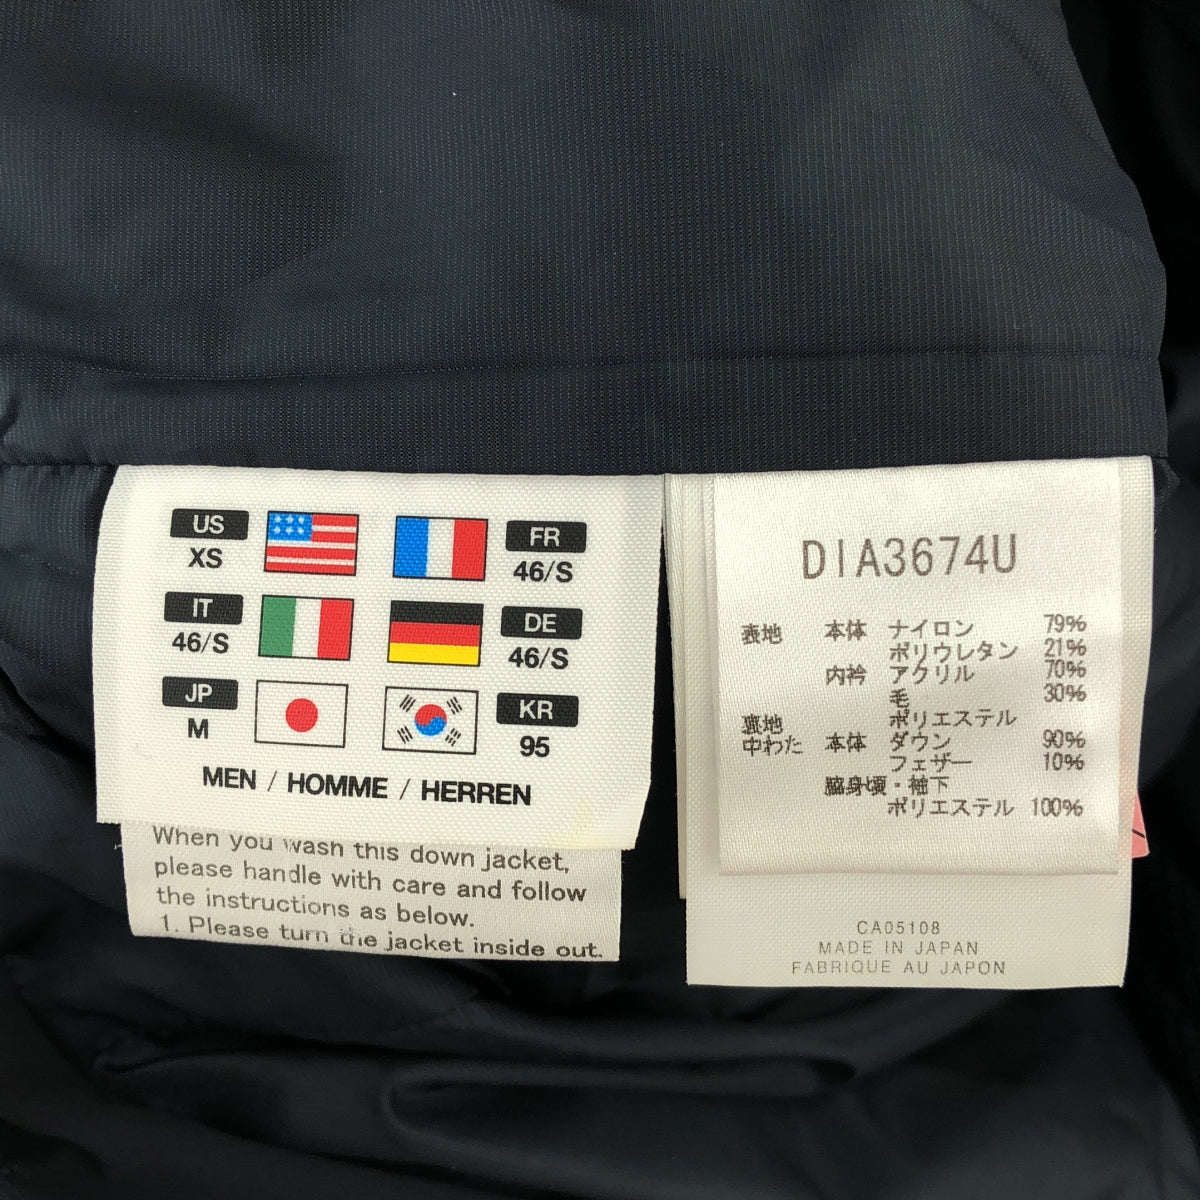 US
XS
FR
46/S
IT
46/S
DE
46/S
JP
M
KR
95
MEN / HOMME / HERREN
When you wash this down jacket,
please handle with care and follow
the instructions as below.
1. Please turn the jacket inside out.
DIA3674U
表地 本体 ナイロン 79%
ポリウレタン 21%
内衿 アクリル 70%
毛 30%
裏地 ポリエステル
中わた 本体 ダウン 90%
フェザー 10%
脇身頃・袖下
ポリエステル 100%
CA05108
MADE IN JAPAN
FABRIQUE AU JAPON